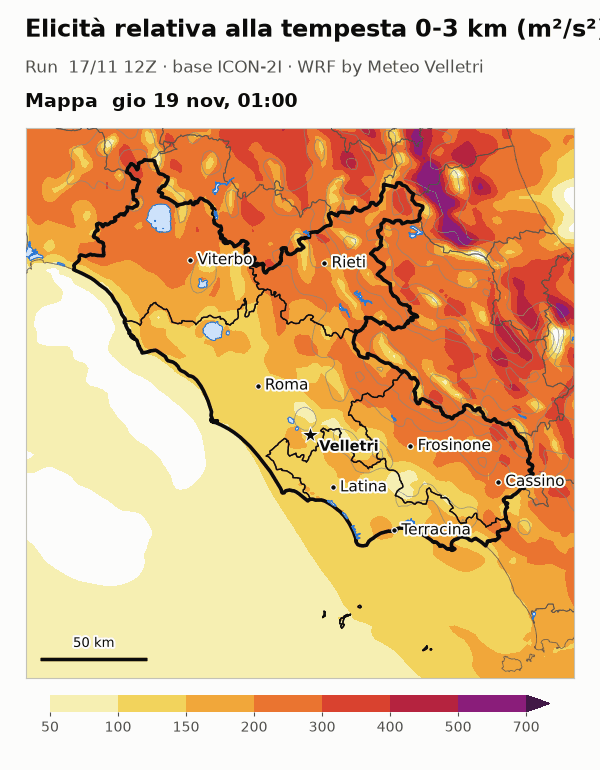 Elicità relativa alla tempesta 0-3 km (m²/s²)
Run  17/11 12Z · base ICON-2I · WRF by Meteo Velletri
Mappa  gio 19 nov, 01:00
Viterbo
Rieti
Roma
Velletri
Frosinone
Cassino
Latina
Terracina
50 km
50 100 150 200 300 400 500 700